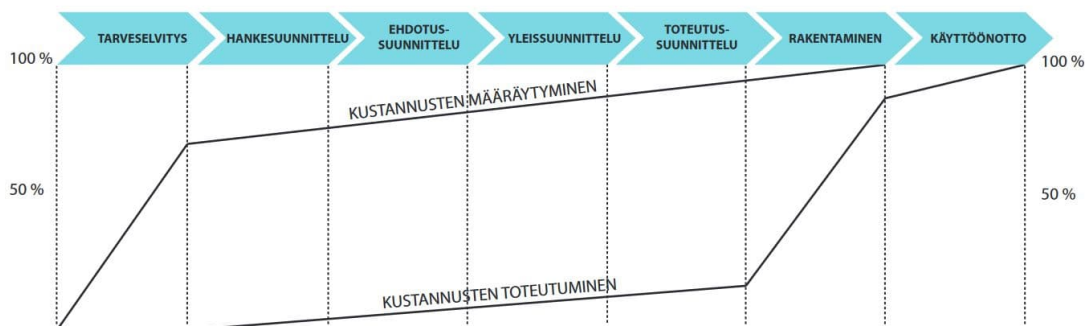 TARVESELVITYS
HANKESUUNNITTELU
EHDOTUS-
SUUNNITTELU
YLEISSUUNNITTELU
TOTEUTUS-
SUUNNITTELU
RAKENTAMINEN
KÄYTTÖÖNOTTO
100 %
100 %
KUSTANNUSTEN MÄÄRÄYTYMINEN
50 %
50 %
KUSTANNUSTEN TOTEUTUMINEN